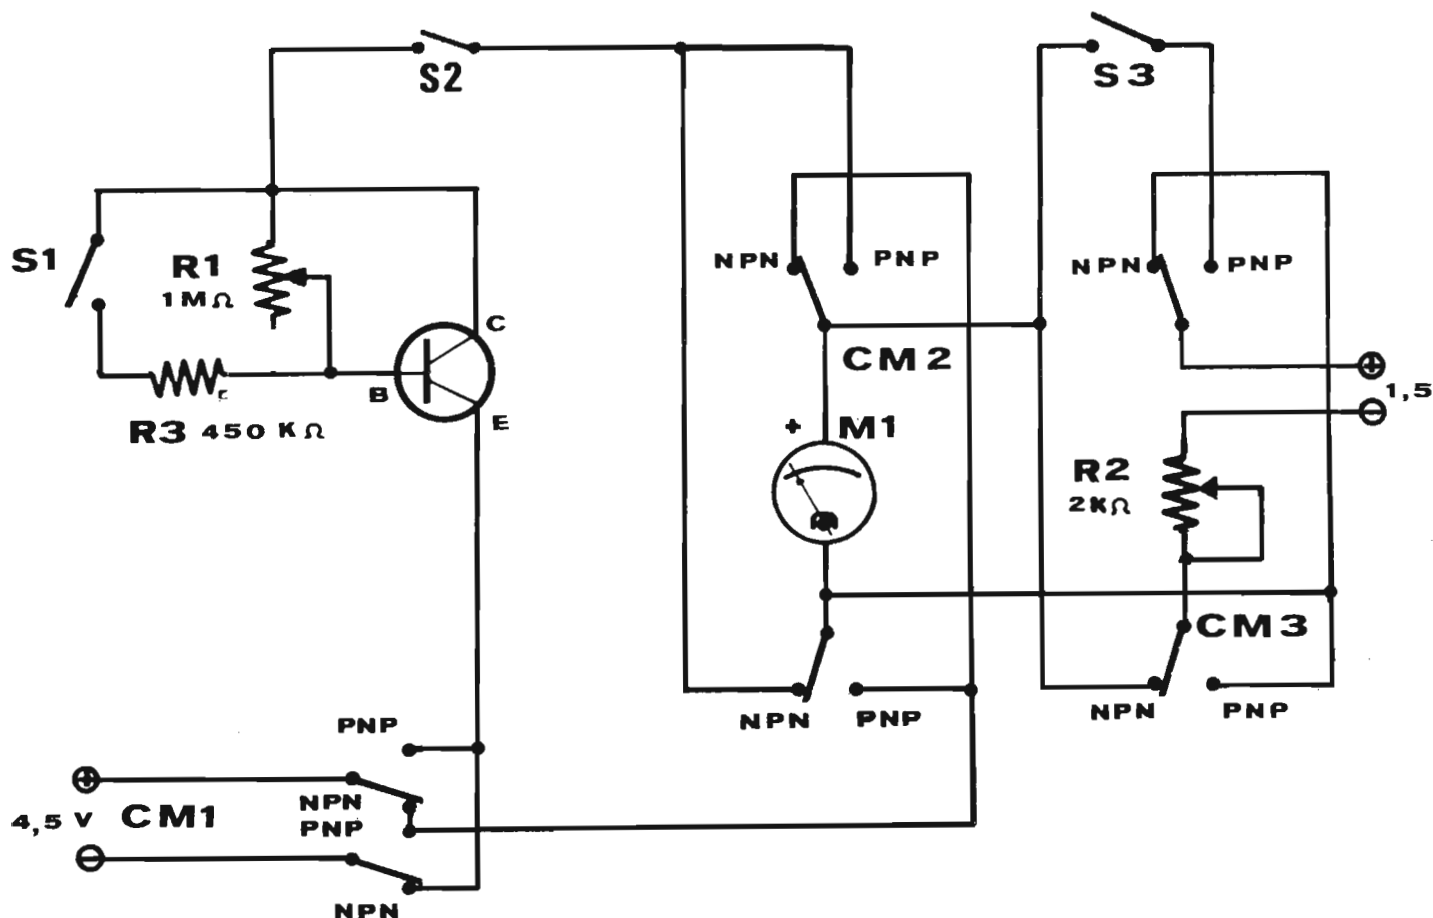 S2
S3
S1
R1
1MΩ
NPN
PNP
NPN
PNP
C
B
E
R3 450 KΩ
CM2
+ M1
+
1,5
−
R2
2KΩ
CM3
NPN
PNP
NPN
PNP
PNP
+
4,5 V
CM1
NPN
PNP
−
NPN